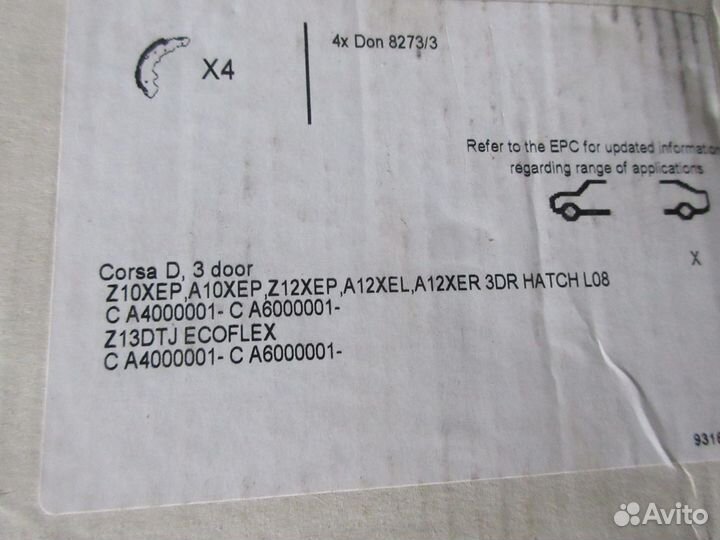 X4
4x Don 8273/3
Refer to the EPC for updated information
regarding range of applications
X
Corsa D, 3 door
Z10XEP,A10XEP,Z12XEP,A12XEL,A12XER 3DR HATCH L08
C A4000001- C A6000001-
Z13DTJ ECOFLEX
C A4000001- C A6000001-
9316
Avito